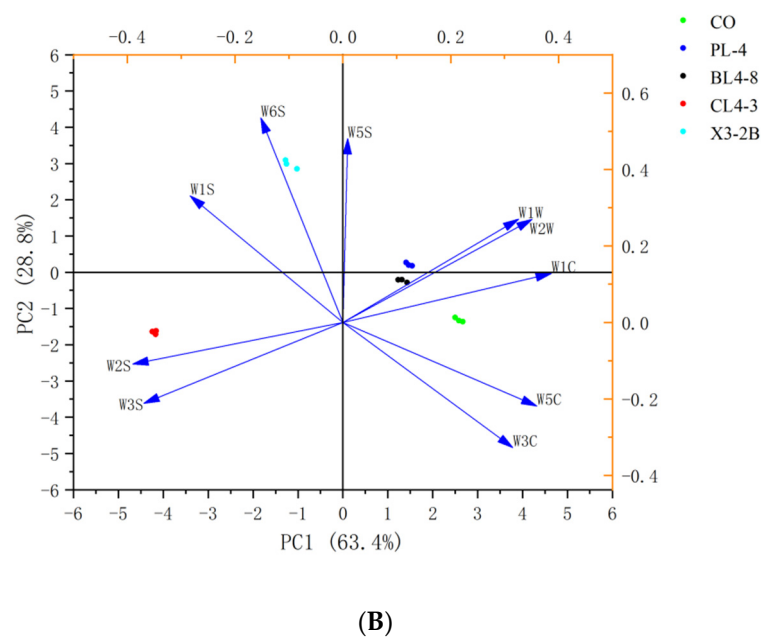 -0.4 -0.2 0.0 0.2 0.4
CO
PL-4
BL4-8
CL4-3
X3-2B
6
5
4
3
2
1
0
-1
-2
-3
-4
-5
-6
PC2 (28.8%)
W6S
W5S
W1S
W1W
W2W
W1C
W2S
W3S
W5C
W3C
0.6
0.4
0.2
0.0
-0.2
-0.4
-6 -5 -4 -3 -2 -1 0 1 2 3 4 5 6
PC1 (63.4%)
(B)